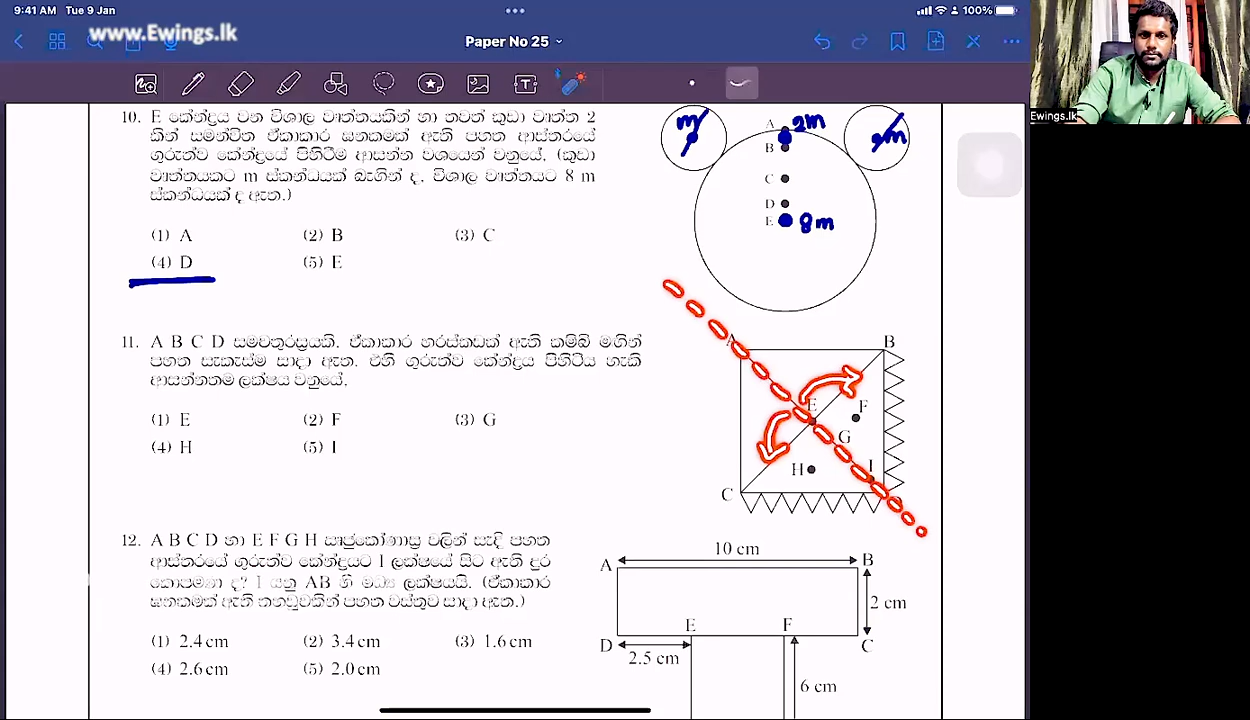 9:41 AM Tue 9 Jan
100%
www.Ewings.lk
Paper No 25
Ewings.lk
10. E කේන්ද්‍රය වන විශාල වෘත්තයකින් හා තවත් කුඩා වෘත්ත 2
කින් සමන්විත ඒකාකාර ඝනකමක් ඇති පහත ආස්තරයේ
ගුරුත්ව කේන්ද්‍රයේ පිහිටීම ආසන්න වශයෙන් වනුයේ, (කුඩා
වෘත්තයකට m ස්කන්ධයක් බැගින් ද, විශාල වෘත්තයට 8 m
ස්කන්ධයක් ද ඇත.)
(1) A (2) B (3) C
(4) D (5) E
m
A 2m
m
B
C
D
E 8m
11. A B C D සමචතුරස්‍රයකි. ඒකාකාර හරස්කඩක් ඇති කම්බි මගින්
පහත සැකැස්ම සාදා ඇත. එහි ගුරුත්ව කේන්ද්‍රය පිහිටිය හැකි
ආසන්නතම ලක්ෂය වනුයේ,
(1) E (2) F (3) G
(4) H (5) I
A B
E F
G
H I
C
12. A B C D හා E F G H සෘජුකෝණාස්‍ර වලින් සෑදි පහත
ආස්තරයේ ගුරුත්ව කේන්ද්‍රයට I ලක්ෂයේ සිට ඇති දුර
කොපමණ ද? I යනු AB හි මධ්‍ය ලක්ෂයයි. (ඒකාකාර
ඝනකමක් ඇති තහඩුවකින් පහත වස්තුව සාදා ඇත.)
(1) 2.4 cm (2) 3.4 cm (3) 1.6 cm
(4) 2.6 cm (5) 2.0 cm
10 cm
A B
2 cm
E F
D C
2.5 cm
6 cm